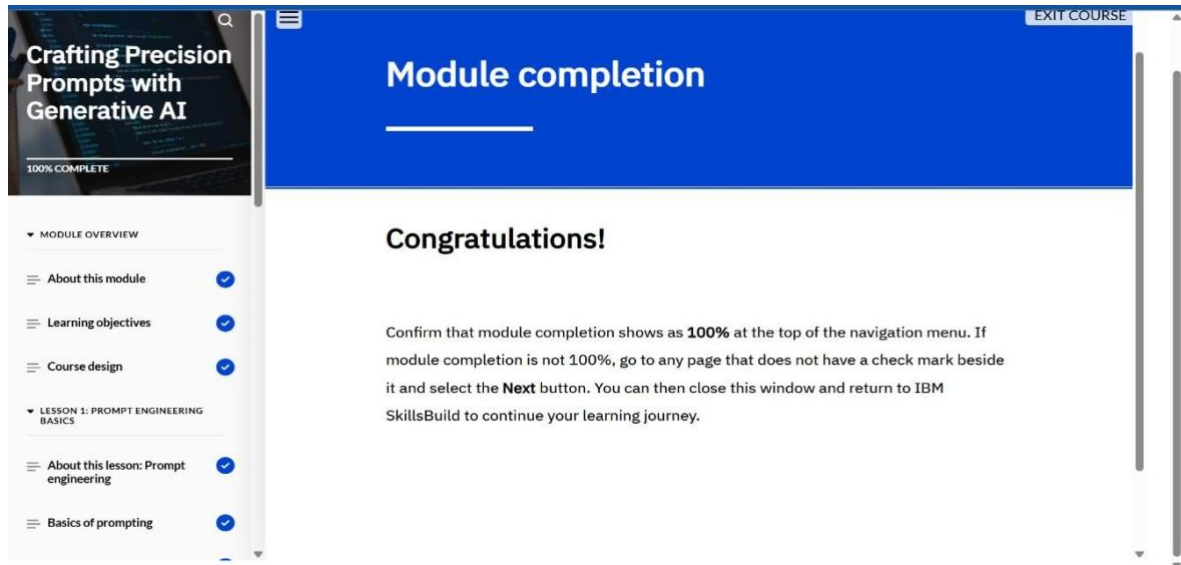 Crafting Precision
Prompts with
Generative AI
100% COMPLETE
MODULE OVERVIEW
About this module
Learning objectives
Course design
LESSON 1: PROMPT ENGINEERING
BASICS
About this lesson: Prompt
engineering
Basics of prompting
EXIT COURSE
Module completion
Congratulations!
Confirm that module completion shows as 100% at the top of the navigation menu. If
module completion is not 100%, go to any page that does not have a check mark beside
it and select the Next button. You can then close this window and return to IBM
SkillsBuild to continue your learning journey.